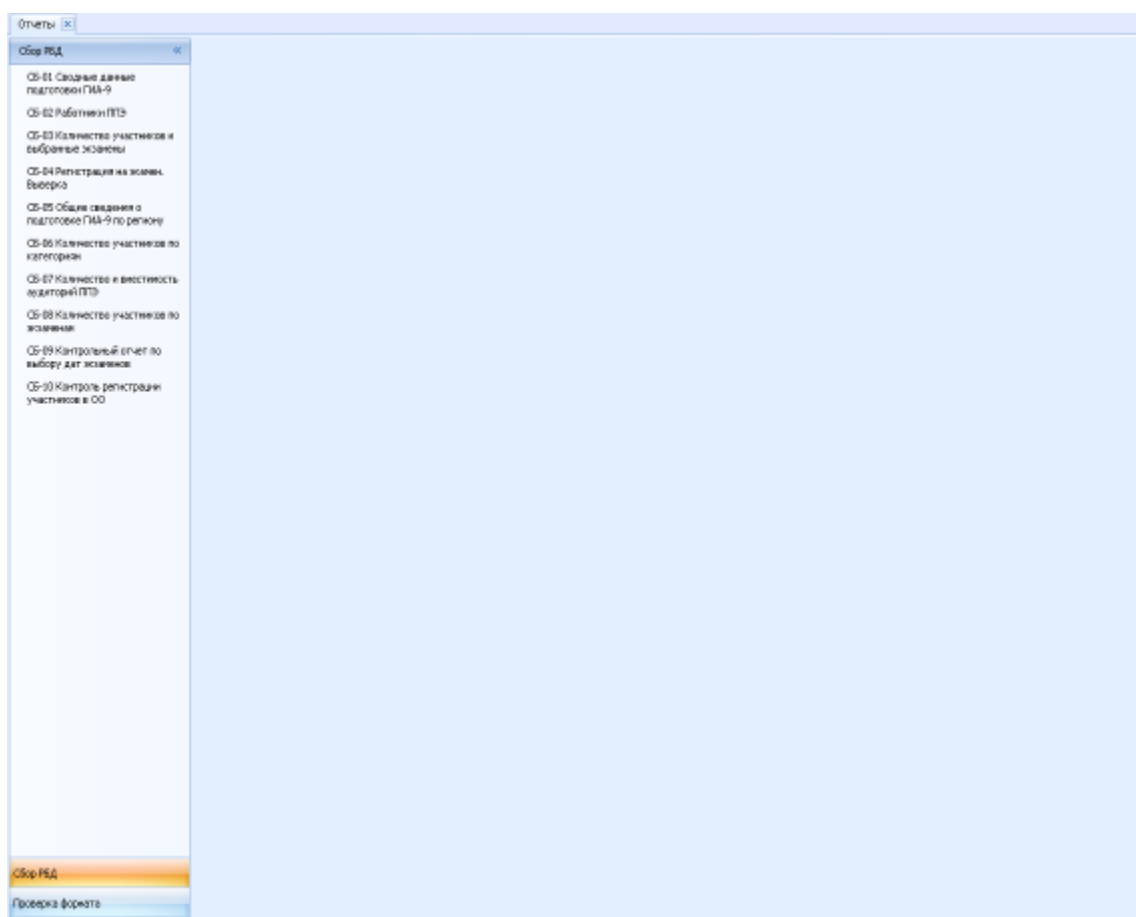 Отчеты
Сбор РБД
СБ-01 Сводные данные
подготовки ГИА-9
СБ-02 Работники ППЭ
СБ-03 Количество участников и
выбранные экзамены
СБ-04 Регистрация на экзамен.
Выверка
СБ-05 Общие сведения о
подготовке ГИА-9 по региону
СБ-06 Количество участников по
категориям
СБ-07 Количество и вместимость
аудиторий ППЭ
СБ-08 Количество участников по
экзаменам
СБ-09 Контрольный отчет по
выбору дат экзаменов
СБ-10 Контроль регистрации
участников в ОО
Сбор РБД
Проверка формата